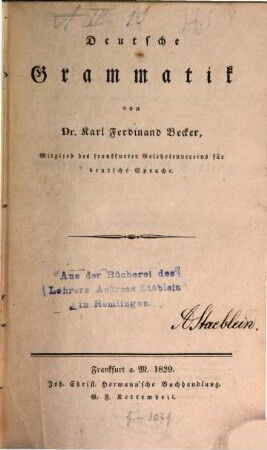 Deutsche
Grammatik
von
Dr. Karl Ferdinand Becker,
Mitglied des frankfurter Gelehrtenvereins für
deutsche Sprache.
Aus der Bücherei des
Lehrers Andreas Stäblein
in Remlingen.
A Staeblein.
Frankfurt a. M. 1829.
Joh. Christ. Hermann'sche Buchhandlung.
G. F. Kettembeil.